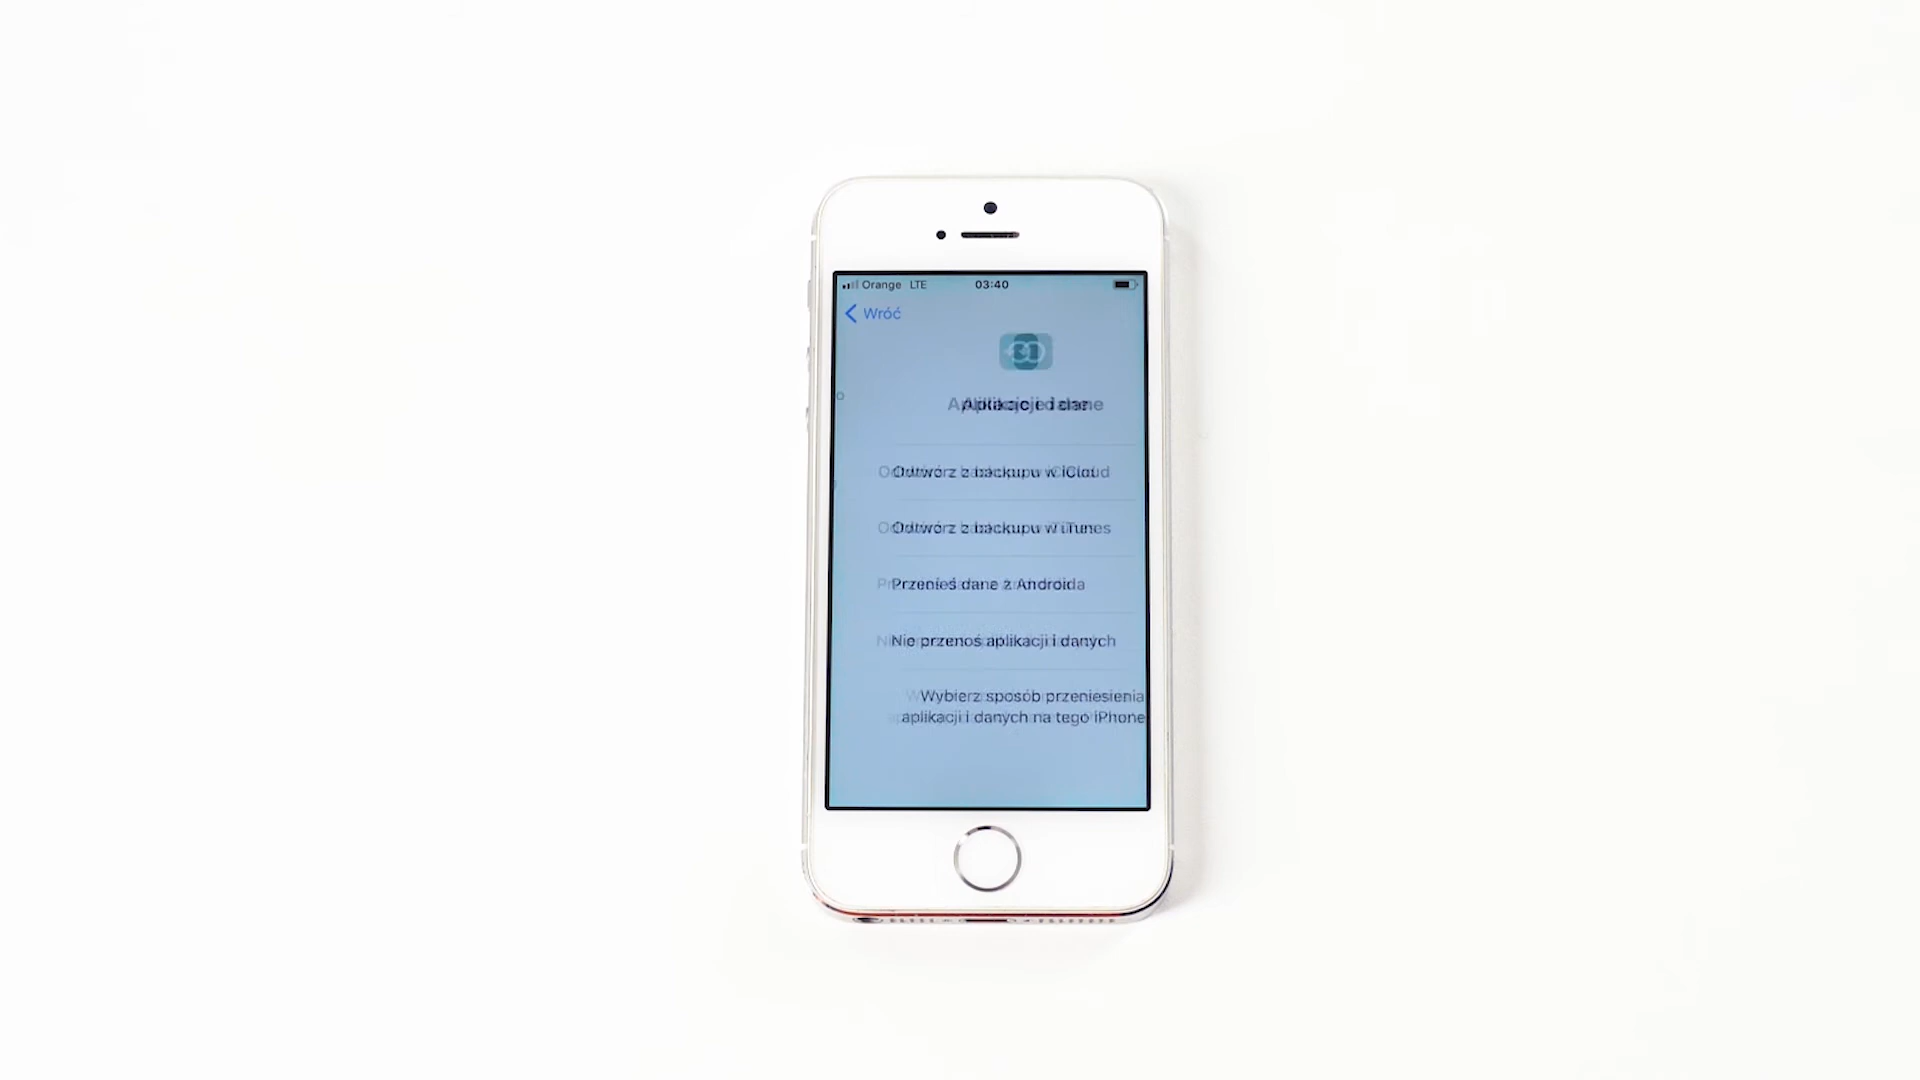 Orange LTE 03:40
Wróć
Aplikacje i dane
Odtwórz z backupu w iCloud
Odtwórz z backupu w iTunes
Przenieś dane z Androida
Nie przenoś aplikacji i danych
Wybierz sposób przeniesienia
aplikacji i danych na tego iPhone